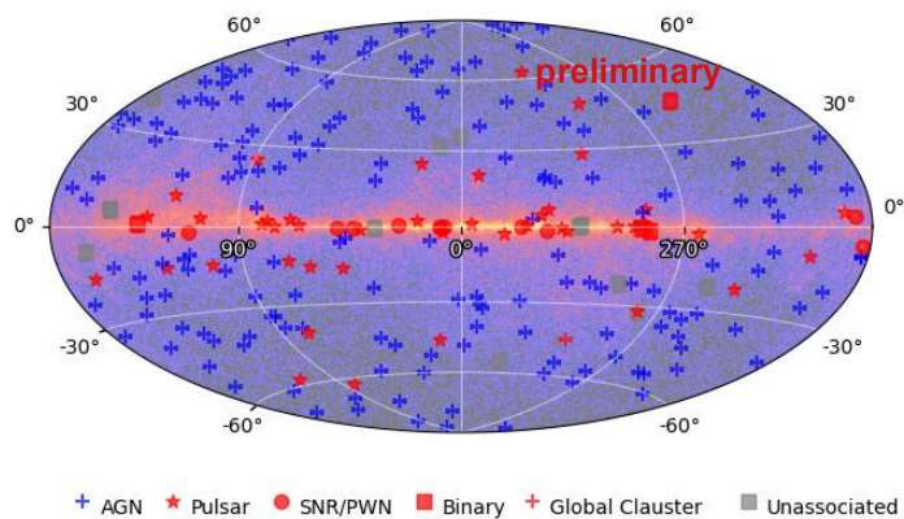 60° 60°
preliminary
30° 30°
0° 0°
90° 0° 270°
-30° -30°
-60° -60°
AGN Pulsar SNR/PWN Binary Global Clauster Unassociated